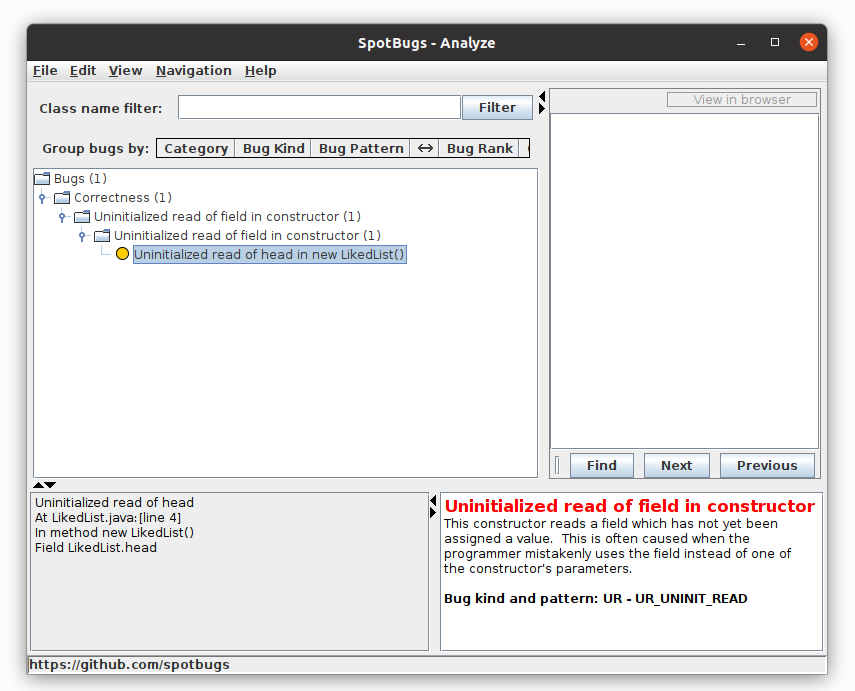 SpotBugs - Analyze
File Edit View Navigation Help
Class name filter:
Filter
View in browser
Group bugs by:
Category
Bug Kind
Bug Pattern
↔
Bug Rank
Bugs (1)
Correctness (1)
Uninitialized read of field in constructor (1)
Uninitialized read of field in constructor (1)
Uninitialized read of head in new LikedList()
Find
Next
Previous
Uninitialized read of head
At LikedList.java:[line 4]
In method new LikedList()
Field LikedList.head
Uninitialized read of field in constructor
This constructor reads a field which has not yet been
assigned a value.  This is often caused when the
programmer mistakenly uses the field instead of one of
the constructor's parameters.
Bug kind and pattern: UR - UR_UNINIT_READ
https://github.com/spotbugs